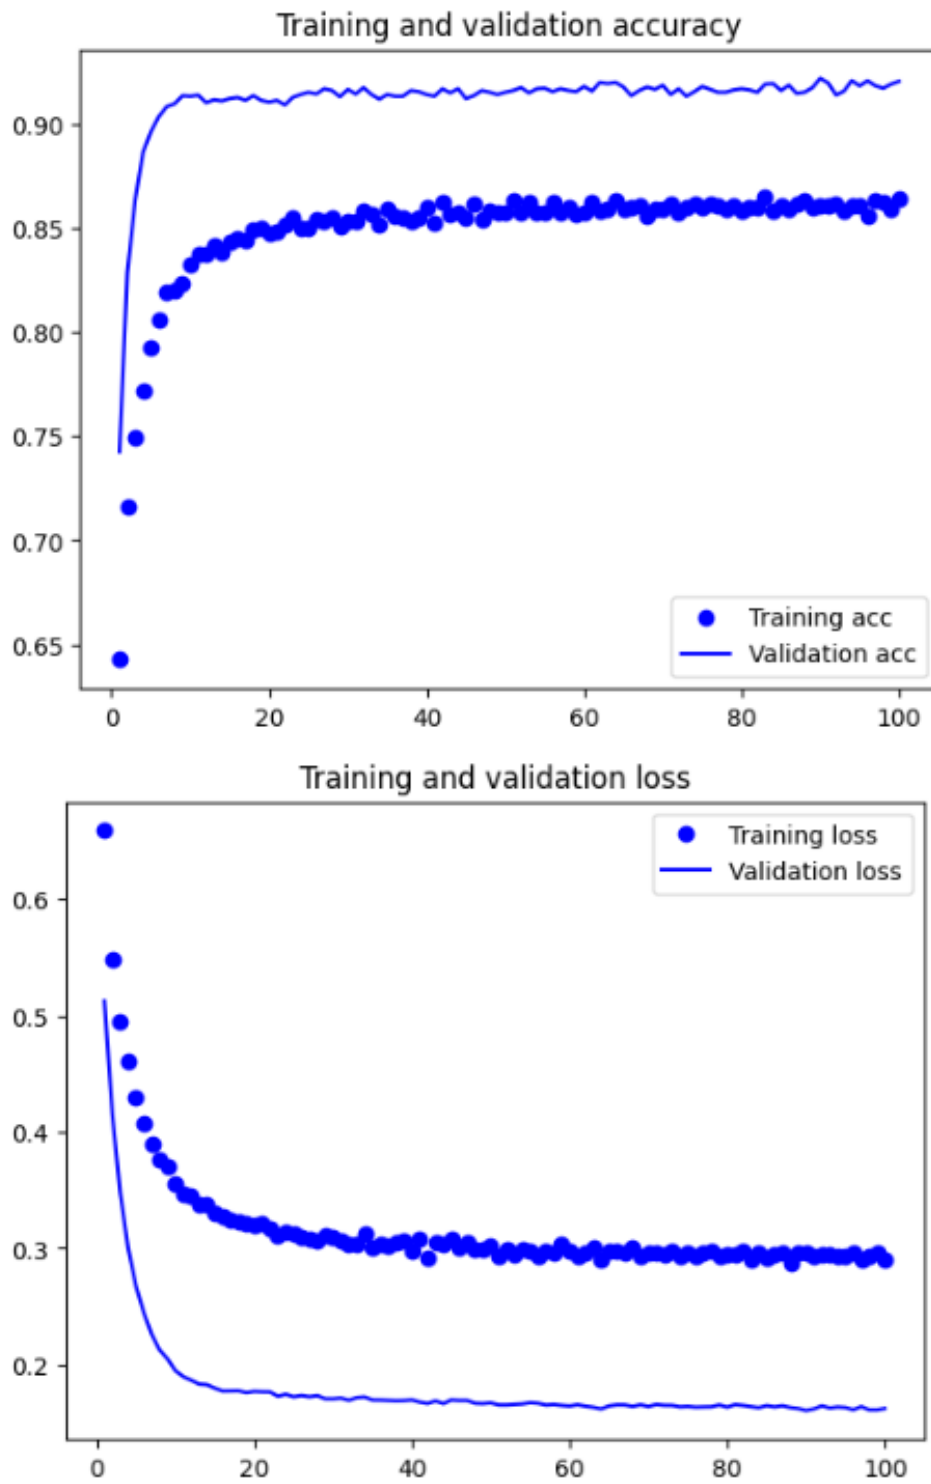 Training and validation accuracy
0.90
0.85
0.80
0.75
0.70
0.65
Training acc
Validation acc
0 20 40 60 80 100
Training and validation loss
Training loss
Validation loss
0.6
0.5
0.4
0.3
0.2
0 20 40 60 80 100